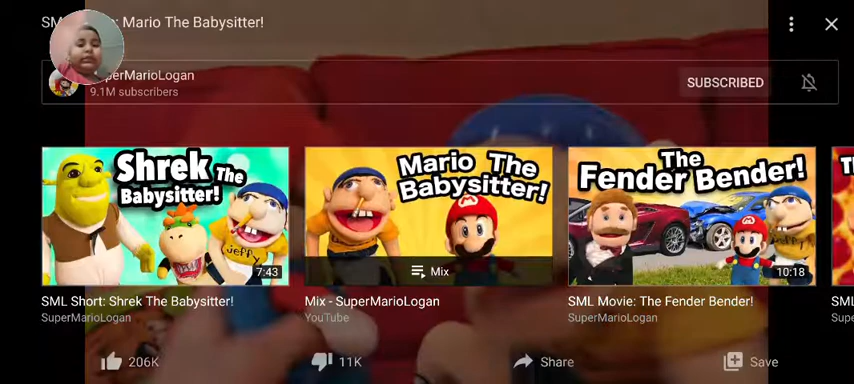 : Mario The Babysitter!
perMarioLogan
9.1M subscribers
SUBSCRIBED
Shrek The
Babysitter!
jeffy
7:43
Mario The
Babysitter!
Mix
The
Fender Bender!
jeffy
10:18
SML Short: Shrek The Babysitter!
SuperMarioLogan
Mix - SuperMarioLogan
YouTube
SML Movie: The Fender Bender!
SuperMarioLogan
SML
206K
11K
Share
Save